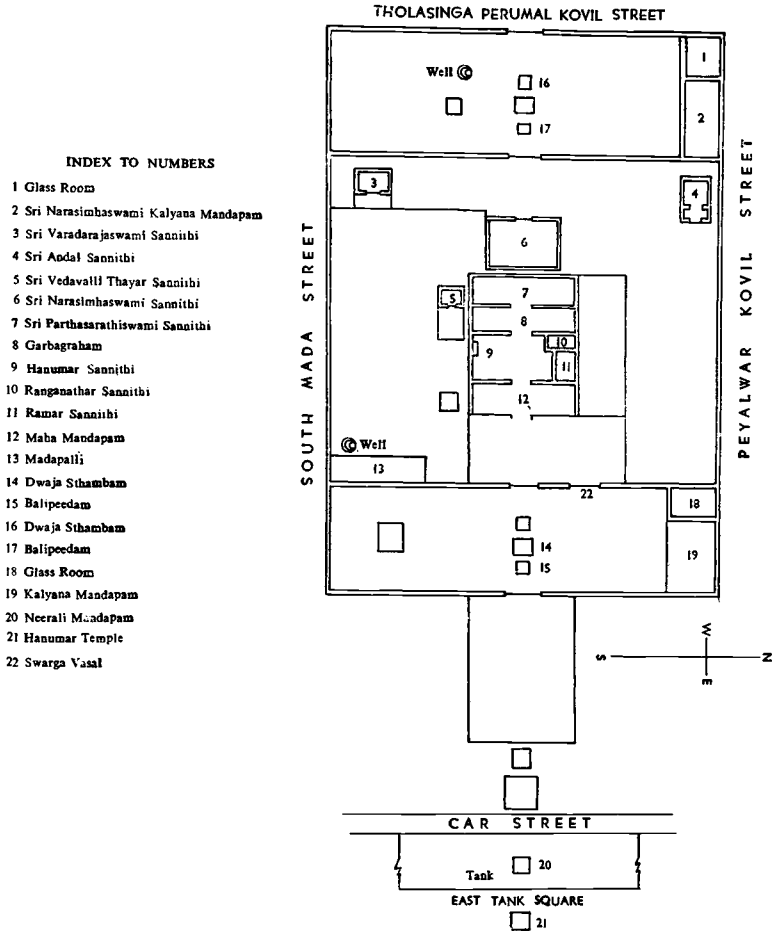 THOLASINGA PERUMAL KOVIL STREET
1
Well
16
2
17
INDEX TO NUMBERS
1 Glass Room
2 Sri Narasimhaswami Kalyana Mandapam
3 Sri Varadarajaswami Sannithi
4 Sri Andal Sannithi
5 Sri Vedavalli Thayar Sannithi
6 Sri Narasimhaswami Sannithi
7 Sri Parthasarathiswami Sannithi
8 Garbagraham
9 Hanumar Sannithi
10 Ranganathar Sannithi
11 Ramar Sannithi
12 Maha Mandapam
13 Madapalli
14 Dwaja Sthambam
15 Balipeedam
16 Dwaja Sthambam
17 Balipeedam
18 Glass Room
19 Kalyana Mandapam
20 Neerali Mandapam
21 Hanumar Temple
22 Swarga Vasal
SOUTH MADA STREET
PEYALWAR KOVIL STREET
3
4
6
5
7
8
9
10
11
12
Well
13
22
18
14
19
15
W
S
N
E
CAR STREET
20
Tank
EAST TANK SQUARE
21